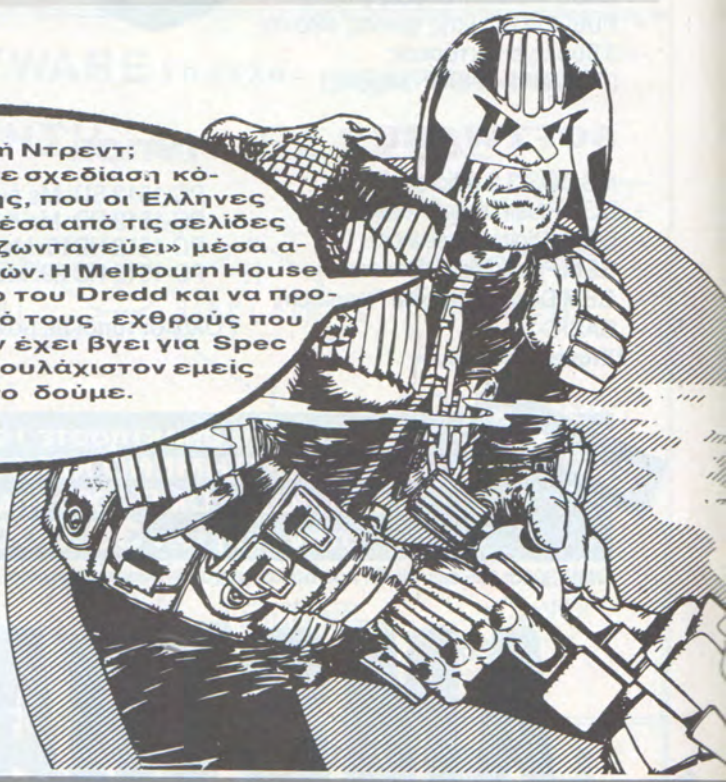 ή Ντρεντ;
ε σχεδίαση κό-
ης, που οι Έλληνες
έσα από τις σελίδες
ζωντανεύει» μέσα α-
ών. Η Melbourn House
ο του Dredd και να προ-
ό τους εχθρούς που
ν έχει βγει για Spec
ουλάχιστον εμείς
το δούμε.